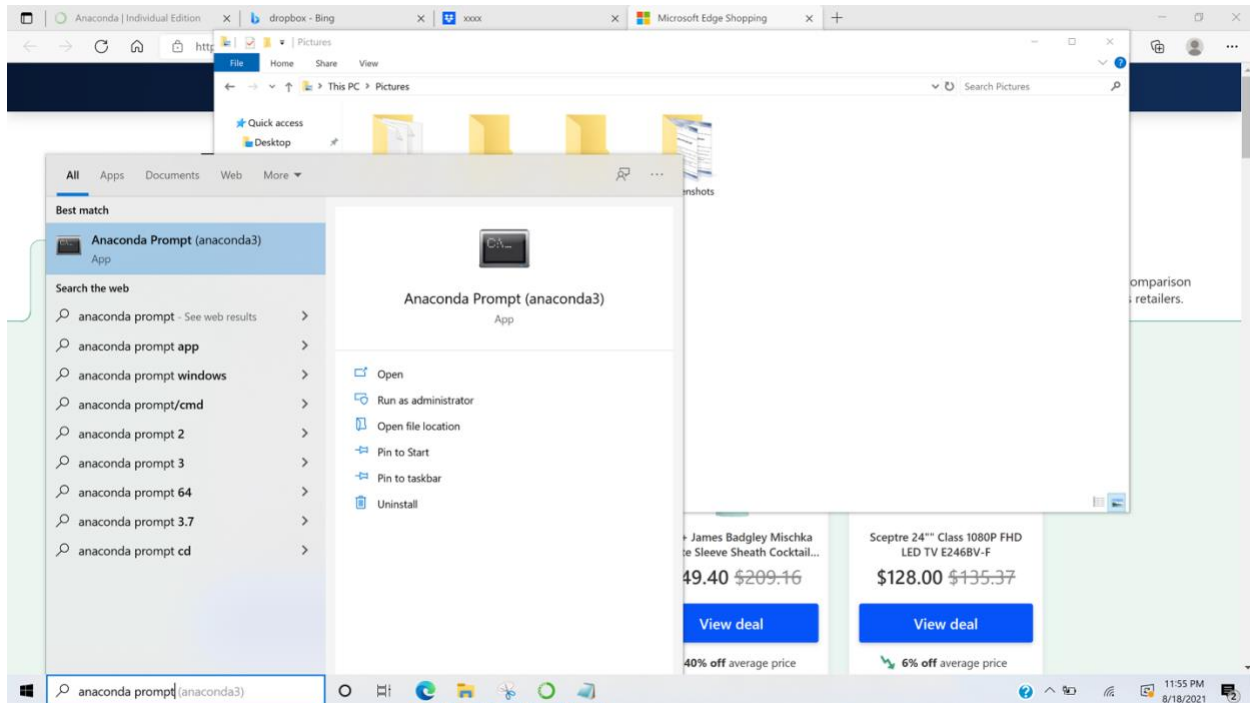 Anaconda | Individual Edition
dropbox - Bing
xxxx
Microsoft Edge Shopping
Pictures
File Home Share View
This PC > Pictures
Search Pictures
Quick access
Desktop
enshots
All Apps Documents Web More
Best match
Anaconda Prompt (anaconda3)
App
Search the web
anaconda prompt - See web results
anaconda prompt app
anaconda prompt windows
anaconda prompt/cmd
anaconda prompt 2
anaconda prompt 3
anaconda prompt 64
anaconda prompt 3.7
anaconda prompt cd
Anaconda Prompt (anaconda3)
App
Open
Run as administrator
Open file location
Pin to Start
Pin to taskbar
Uninstall
omparison
retailers.
James Badgley Mischka
Sleeve Sheath Cocktail...
49.40 $209.16
View deal
40% off average price
Sceptre 24"" Class 1080P FHD
LED TV E246BV-F
$128.00 $135.37
View deal
6% off average price
anaconda prompt (anaconda3)
11:55 PM
8/18/2021
2